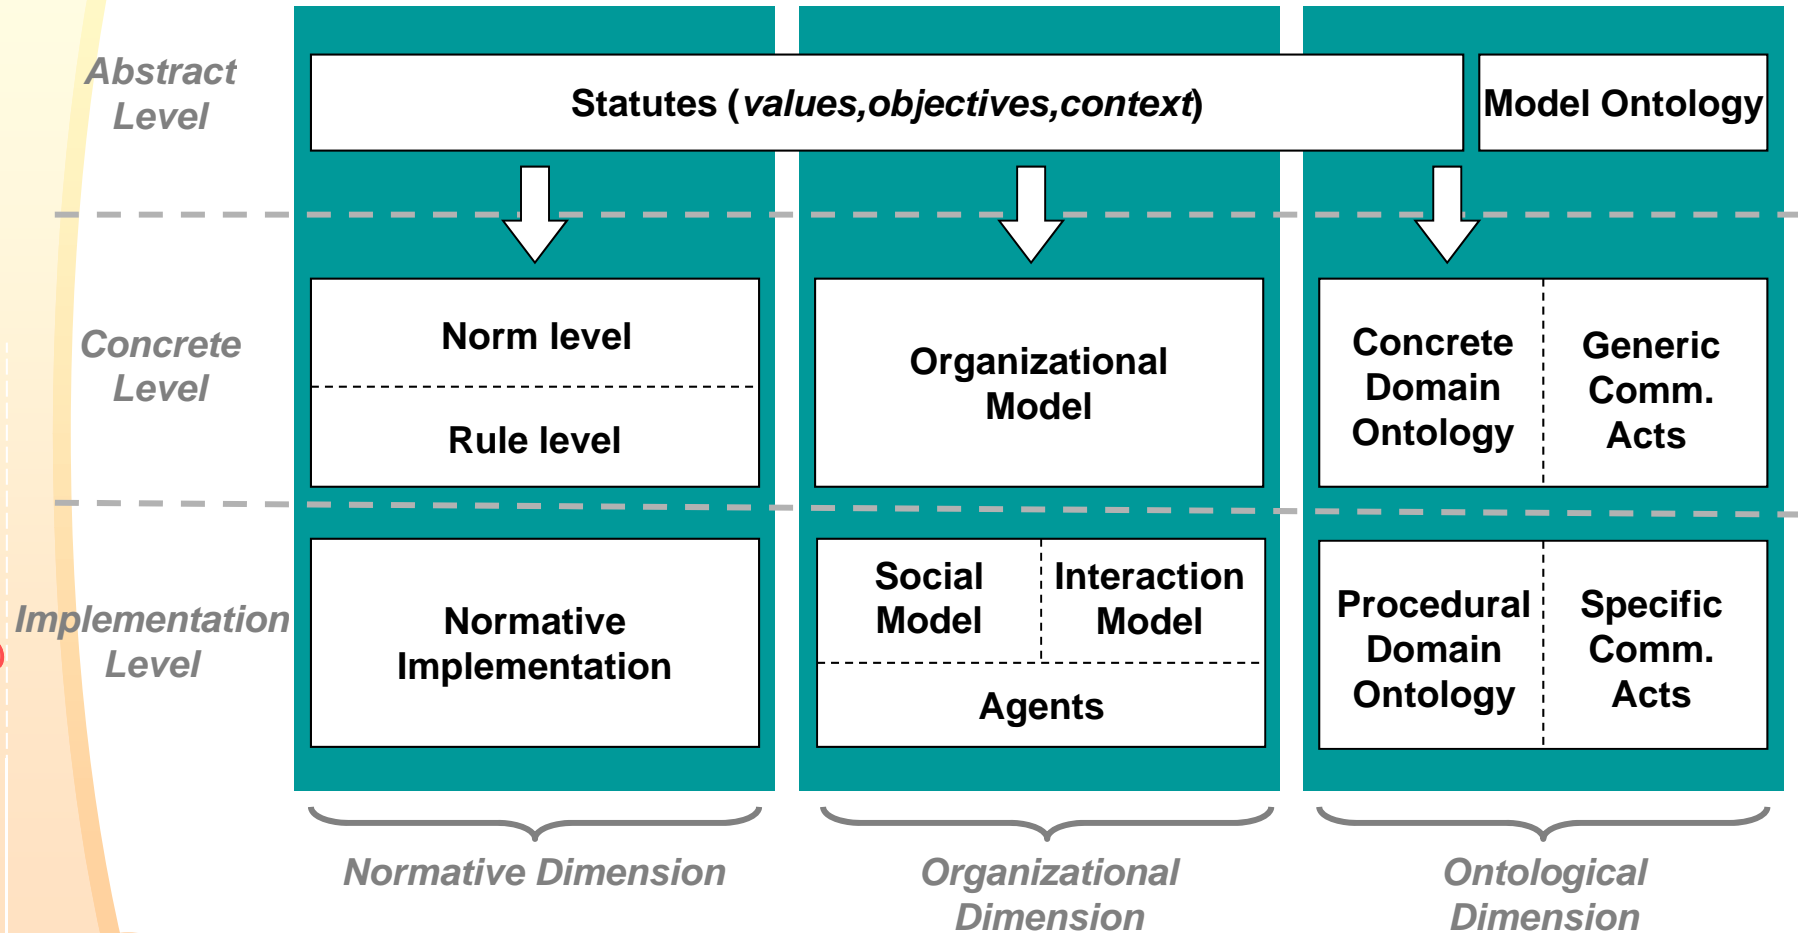 Abstract
Level
Statutes (values,objectives,context)
Model Ontology
Concrete
Level
Norm level
Rule level
Organizational
Model
Concrete
Domain
Ontology
Generic
Comm.
Acts
Implementation
Level
Normative
Implementation
Social
Model
Interaction
Model
Agents
Procedural
Domain
Ontology
Specific
Comm.
Acts
Normative Dimension
Organizational
Dimension
Ontological
Dimension